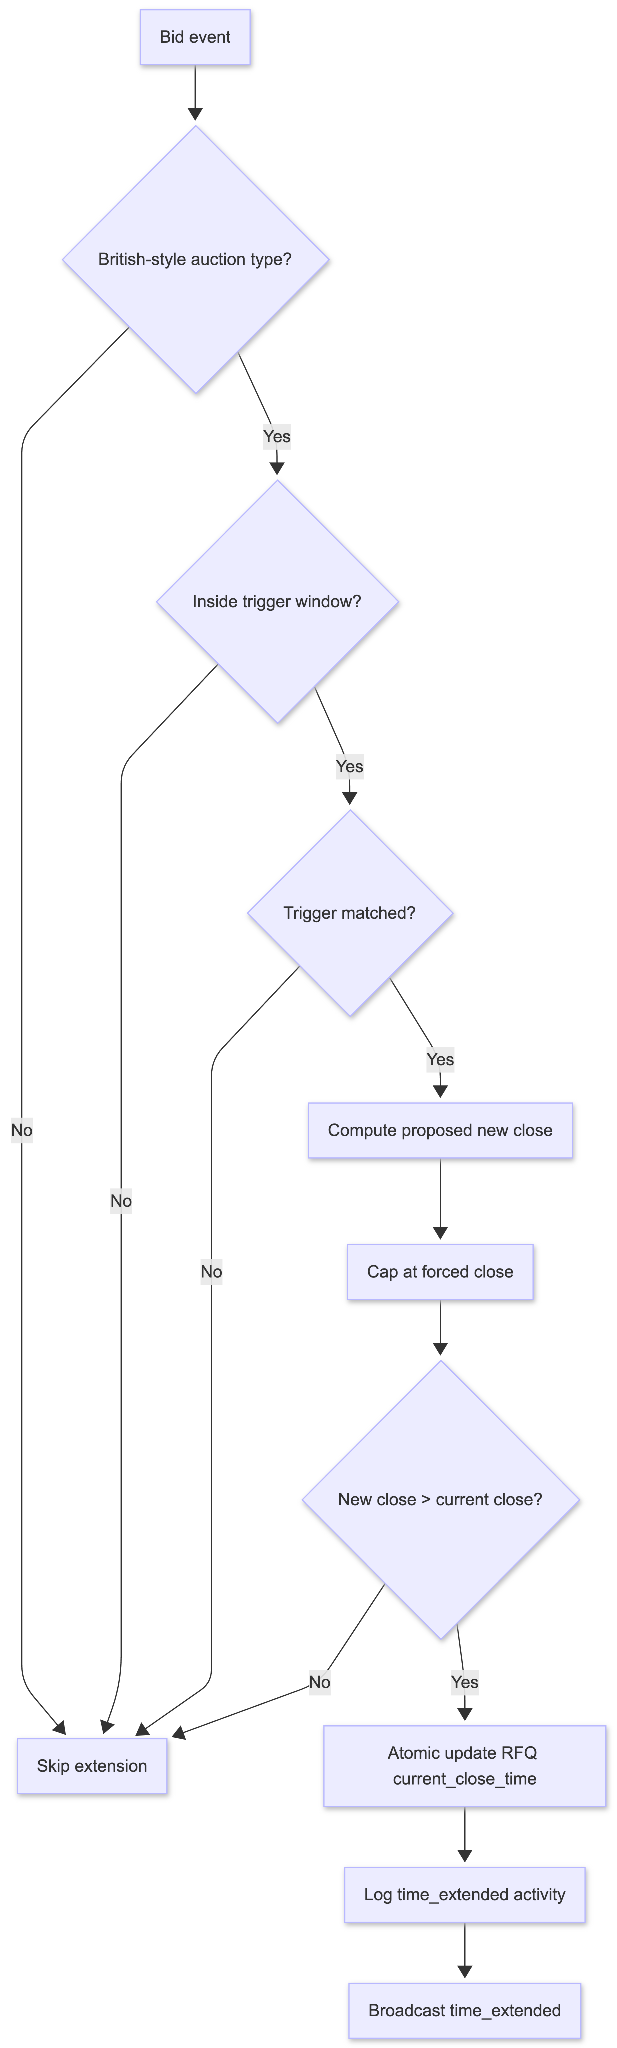 Bid event
British-style auction type?
Yes
Inside trigger window?
Yes
Trigger matched?
Yes
Compute proposed new close
No
No
Cap at forced close
No
New close > current close?
No
Yes
Skip extension
Atomic update RFQ
current_close_time
Log time_extended activity
Broadcast time_extended